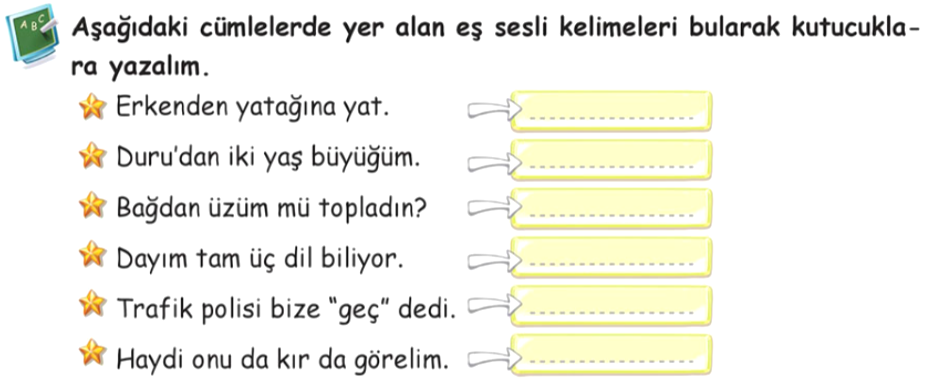 A B C
Aşağıdaki cümlelerde yer alan eş sesli kelimeleri bularak kutucukla-
ra yazalım.
Erkenden yatağına yat.
Duru'dan iki yaş büyüğüm.
Bağdan üzüm mü topladın?
Dayım tam üç dil biliyor.
Trafik polisi bize "geç" dedi.
Haydi onu da kır da görelim.